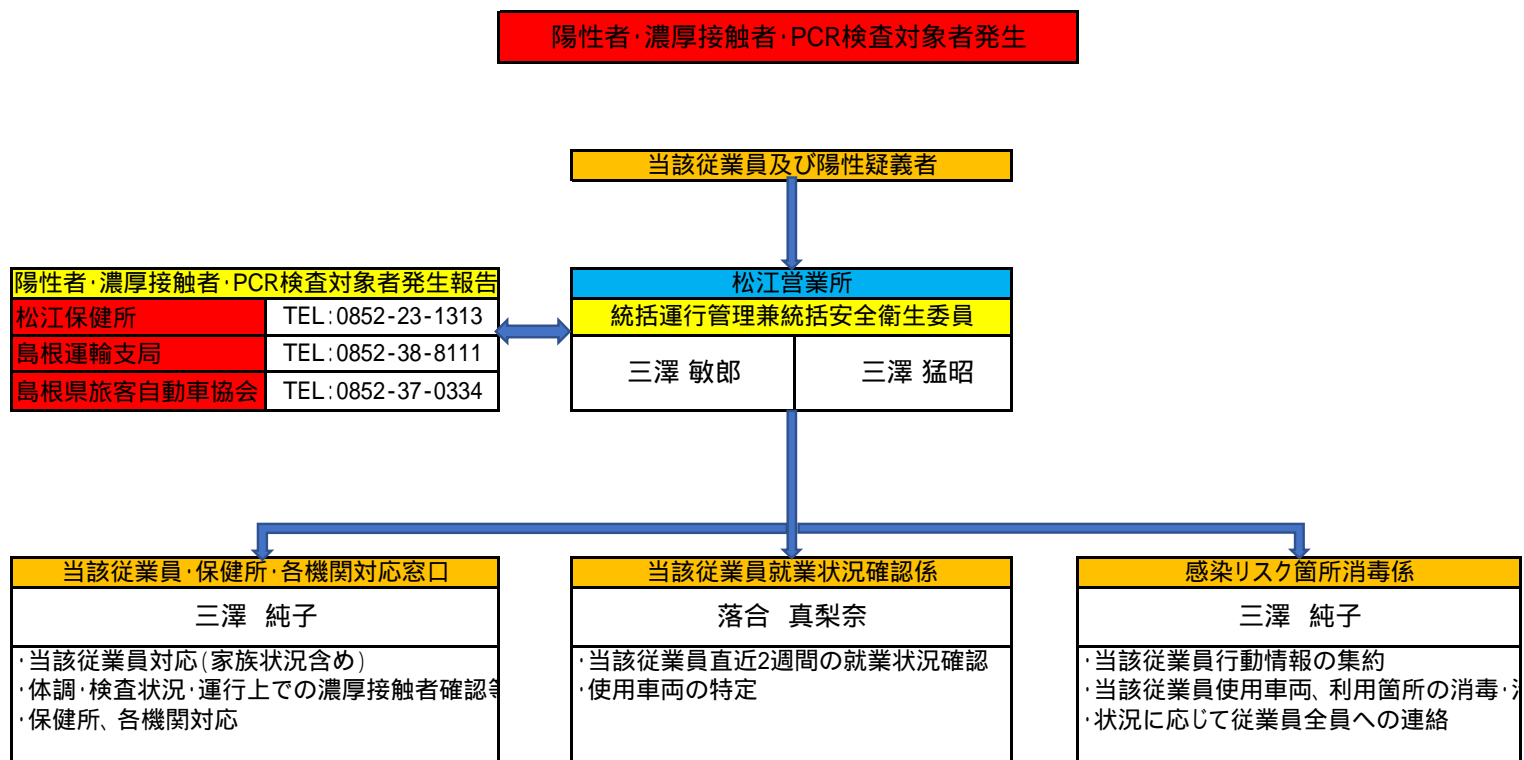 陽性者･濃厚接触者･PCR検査対象者発生
当該従業員及び陽性疑義者
陽性者･濃厚接触者･PCR検査対象者発生報告
松江保健所 TEL:0852-23-1313
島根運輸支局 TEL:0852-38-8111
島根県旅客自動車協会 TEL:0852-37-0334
松江営業所
統括運行管理兼統括安全衛生委員
三澤 敏郎 三澤 猛昭
当該従業員･保健所･各機関対応窓口
三澤 純子
･当該従業員対応(家族状況含め)
･体調･検査状況･運行上での濃厚接触者確認等
･保健所、各機関対応
当該従業員就業状況確認係
落合 真梨奈
･当該従業員直近2週間の就業状況確認
･使用車両の特定
感染リスク箇所消毒係
三澤 純子
･当該従業員行動情報の集約
･当該従業員使用車両、利用箇所の消毒･
･状況に応じて従業員全員への連絡